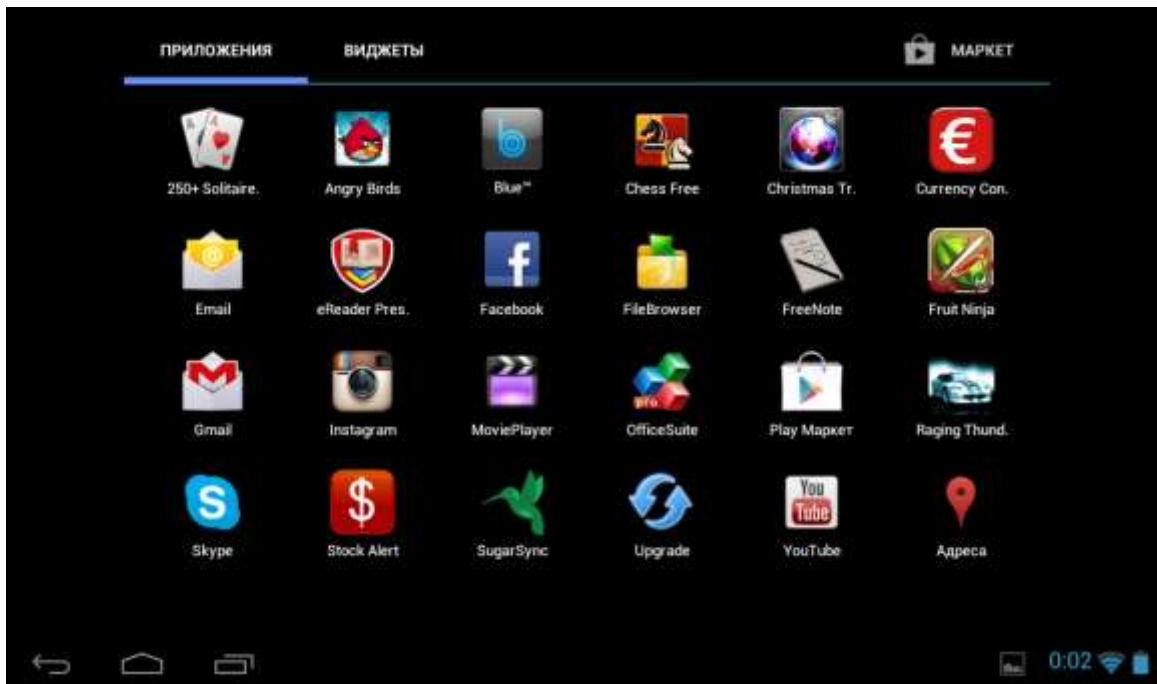 ПРИЛОЖЕНИЯ ВИДЖЕТЫ МАРКЕТ
250+ Solitaire. Angry Birds Blue™ Chess Free Christmas Tr. Currency Con.
Email eReader Pres. Facebook FileBrowser FreeNote Fruit Ninja
Gmail Instagram MoviePlayer OfficeSuite Play Маркет Raging Thund.
Skype Stock Alert SugarSync Upgrade YouTube Адреса
0:02